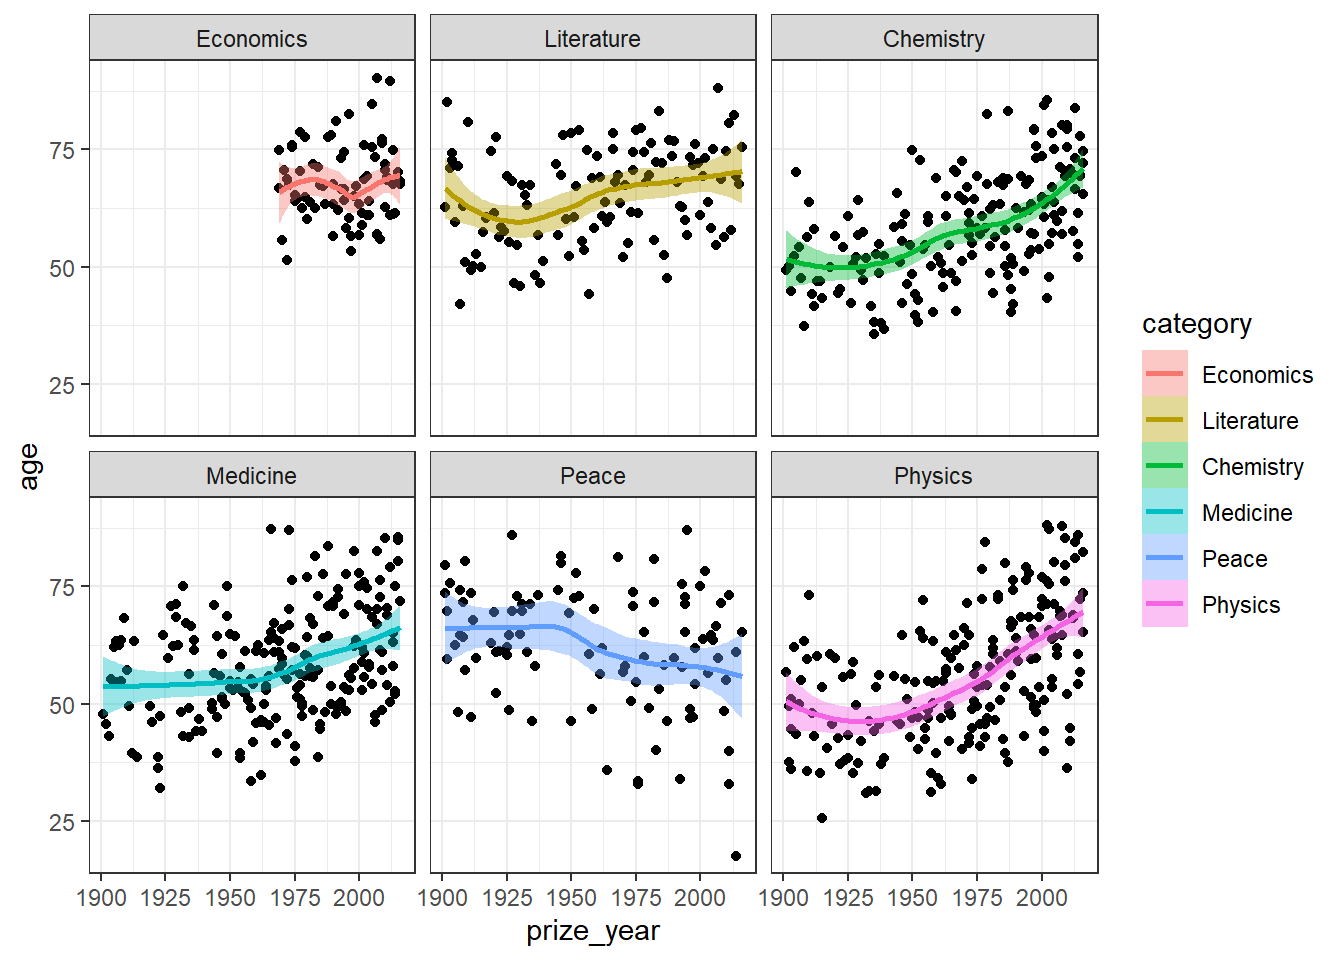 Economics
Literature
Chemistry
75
50
25
Medicine
Peace
Physics
75
50
25
1900 1925 1950 1975 2000
1900 1925 1950 1975 2000
1900 1925 1950 1975 2000
prize_year
age
category
Economics
Literature
Chemistry
Medicine
Peace
Physics